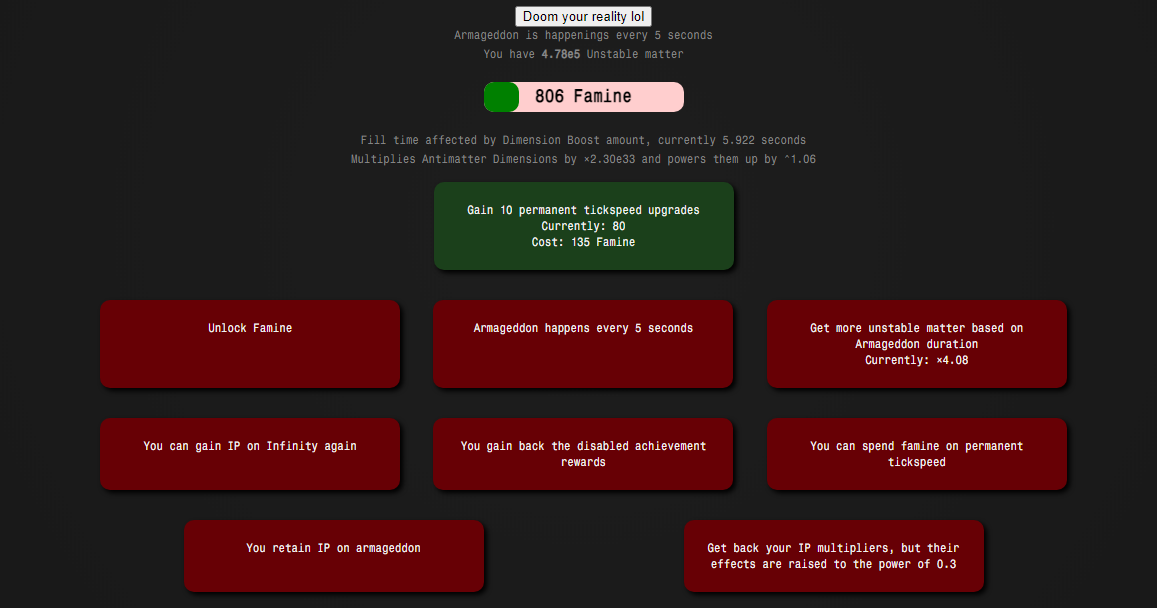 Doom your reality lol
Armageddon is happenings every 5 seconds
You have 4.78e5 Unstable matter
806 Famine
Fill time affected by Dimension Boost amount, currently 5.922 seconds
Multiplies Antimatter Dimensions by ×2.30e33 and powers them up by ^1.06
Gain 10 permanent tickspeed upgrades
Currently: 80
Cost: 135 Famine
Unlock Famine
Armageddon happens every 5 seconds
Get more unstable matter based on
Armageddon duration
Currently: ×4.08
You can gain IP on Infinity again
You gain back the disabled achievement
rewards
You can spend famine on permanent
tickspeed
You retain IP on armageddon
Get back your IP multipliers, but their
effects are raised to the power of 0.3